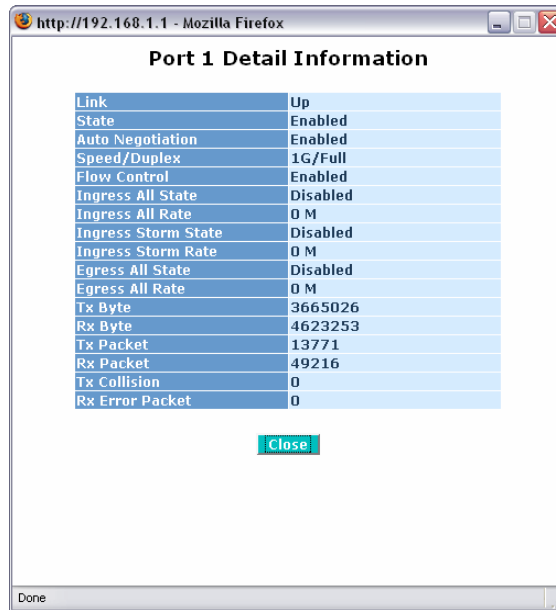 http://192.168.1.1 - Mozilla Firefox
Port 1 Detail Information
Link Up
State Enabled
Auto Negotiation Enabled
Speed/Duplex 1G/Full
Flow Control Enabled
Ingress All State Disabled
Ingress All Rate 0 M
Ingress Storm State Disabled
Ingress Storm Rate 0 M
Egress All State Disabled
Egress All Rate 0 M
Tx Byte 3665026
Rx Byte 4623253
Tx Packet 13771
Rx Packet 49216
Tx Collision 0
Rx Error Packet 0
Close
Done